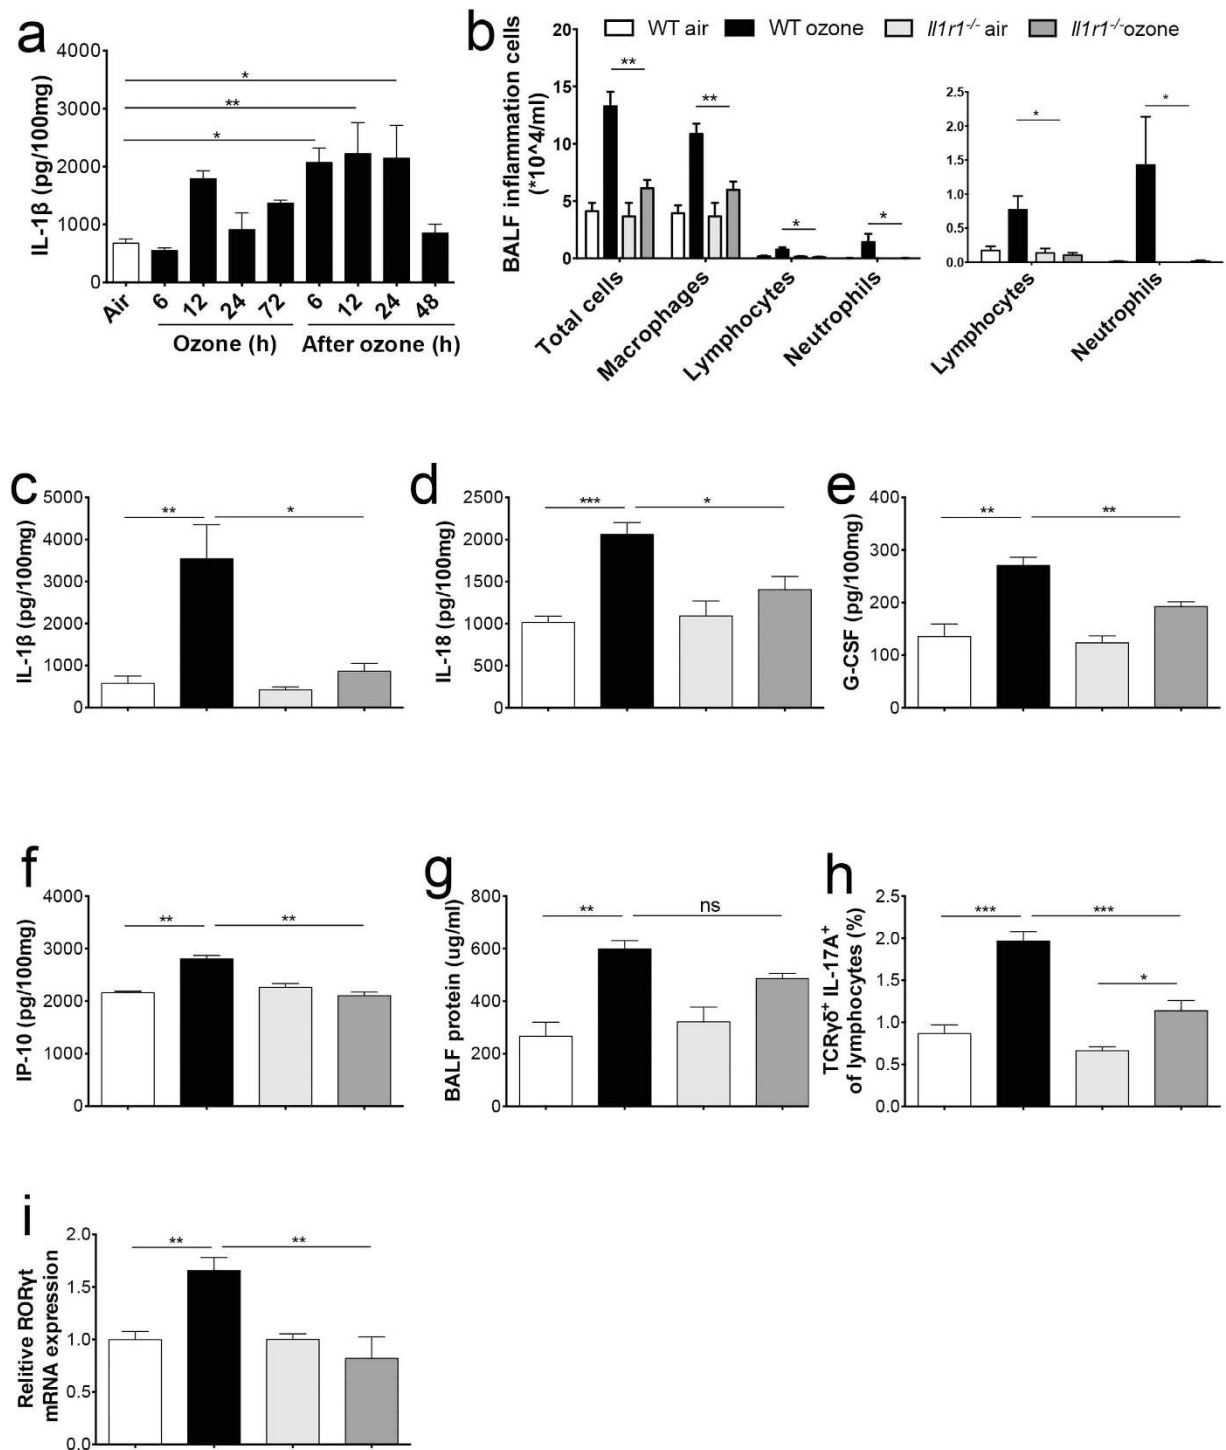 a
4000
3000
2000
1000
0
IL-1β (pg/100mg)
*
**
*
Air
6
12
24
72
6
12
24
48
Ozone (h)
After ozone (h)
b
WT air
WT ozone
Il1r1-/- air
Il1r1-/- ozone
20
15
10
5
0
BALF inflammation cells
(*10^4/ml)
**
**
*
*
Total cells
Macrophages
Lymphocytes
Neutrophils
2.5
2.0
1.5
1.0
0.5
0.0
*
*
Lymphocytes
Neutrophils
c
5000
4000
3000
2000
1000
0
IL-1β (pg/100mg)
**
*
d
2500
2000
1500
1000
500
0
IL-18 (pg/100mg)
***
*
e
400
300
200
100
0
G-CSF (pg/100mg)
**
**
f
4000
3000
2000
1000
0
IP-10 (pg/100mg)
**
**
g
800
600
400
200
0
BALF protein (ug/ml)
**
ns
h
2.5
2.0
1.5
1.0
0.5
0.0
TCRγδ+ IL-17A+
of lymphocytes (%)
***
***
*
i
2.0
1.5
1.0
0.5
0.0
Relitive RORγt
mRNA expression
**
**